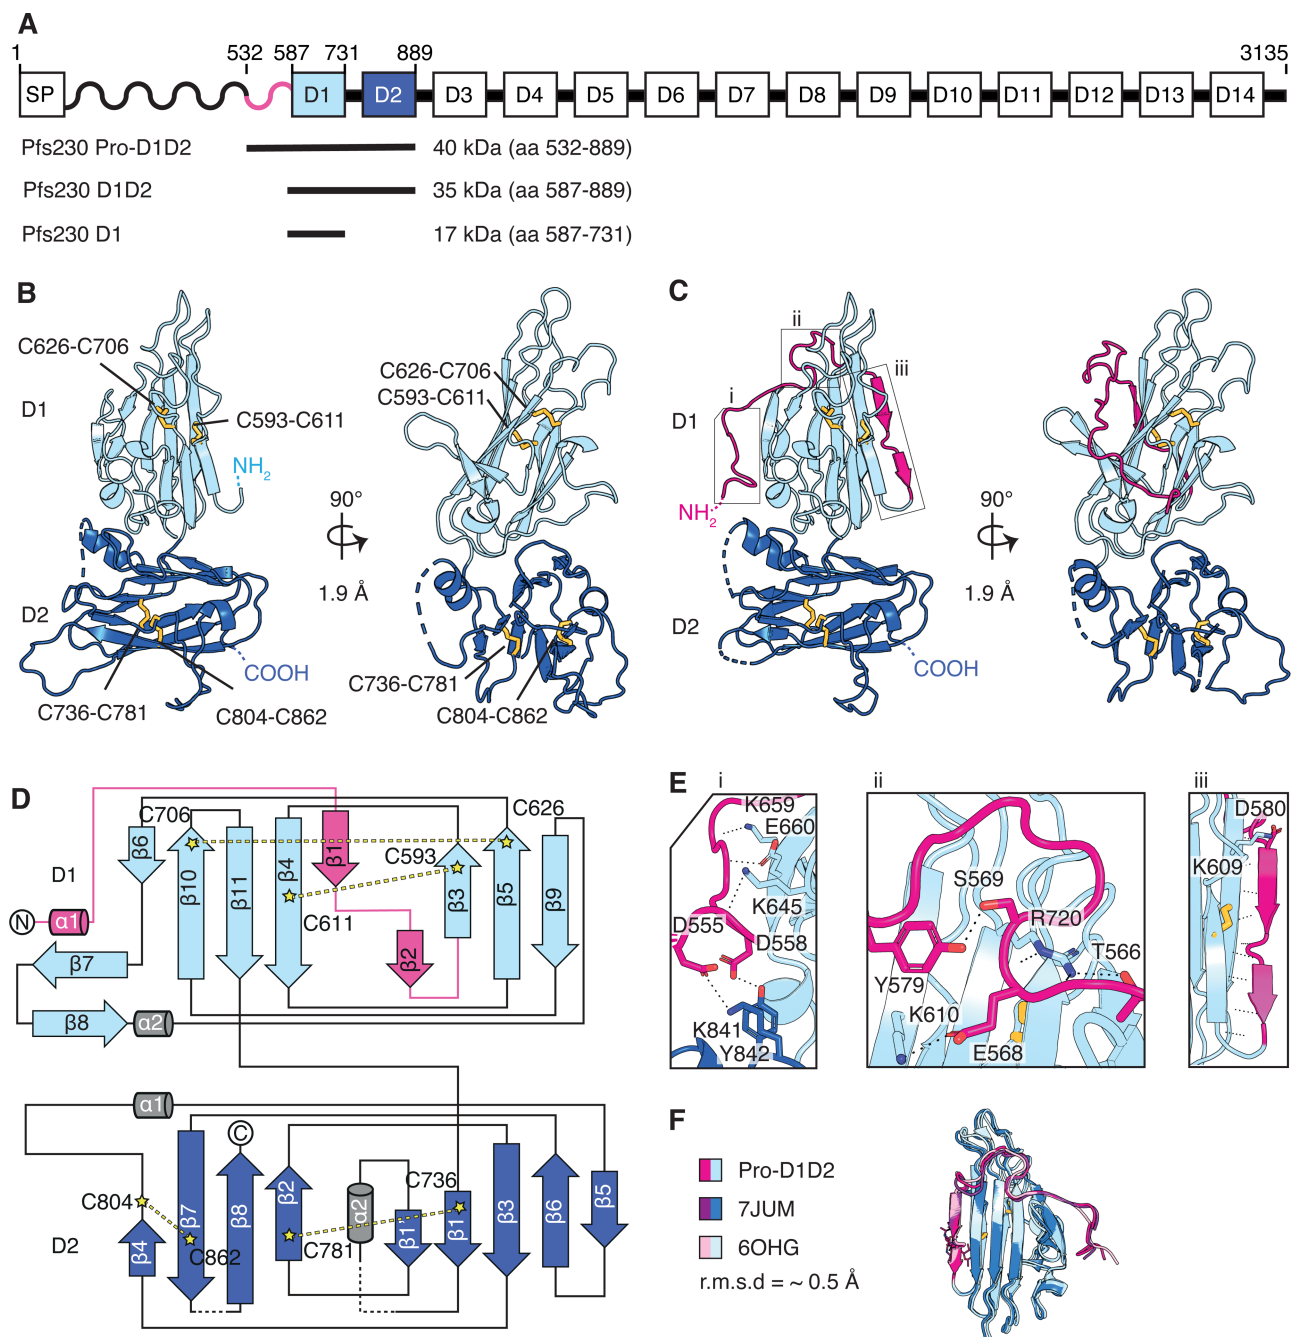 A
1 532 587 731 889 3135
SP D1 D2 D3 D4 D5 D6 D7 D8 D9 D10 D11 D12 D13 D14
Pfs230 Pro-D1D2 40 kDa (aa 532-889)
Pfs230 D1D2 35 kDa (aa 587-889)
Pfs230 D1 17 kDa (aa 587-731)
B
C626-C706
D1
C593-C611
NH2
D2
COOH
C736-C781
C804-C862
90°
1.9 Å
C626-C706
C593-C611
C736-C781
C804-C862
C
i
ii
iii
D1
NH2
D2
COOH
90°
1.9 Å
D
D1
N
α1
C706
C626
C593
C611
β6
β10
β11
β4
β1
β2
β3
β5
β9
β7
β8
α2
D2
α1
C
C804
C862
C781
C736
β4
β7
β8
β2
α2
β1
β1
β3
β6
β5
E
i
K659
E660
K645
D555
D558
K841
Y842
ii
S569
R720
T566
Y579
K610
E568
iii
D580
K609
F
Pro-D1D2
7JUM
6OHG
r.m.s.d = ~ 0.5 Å